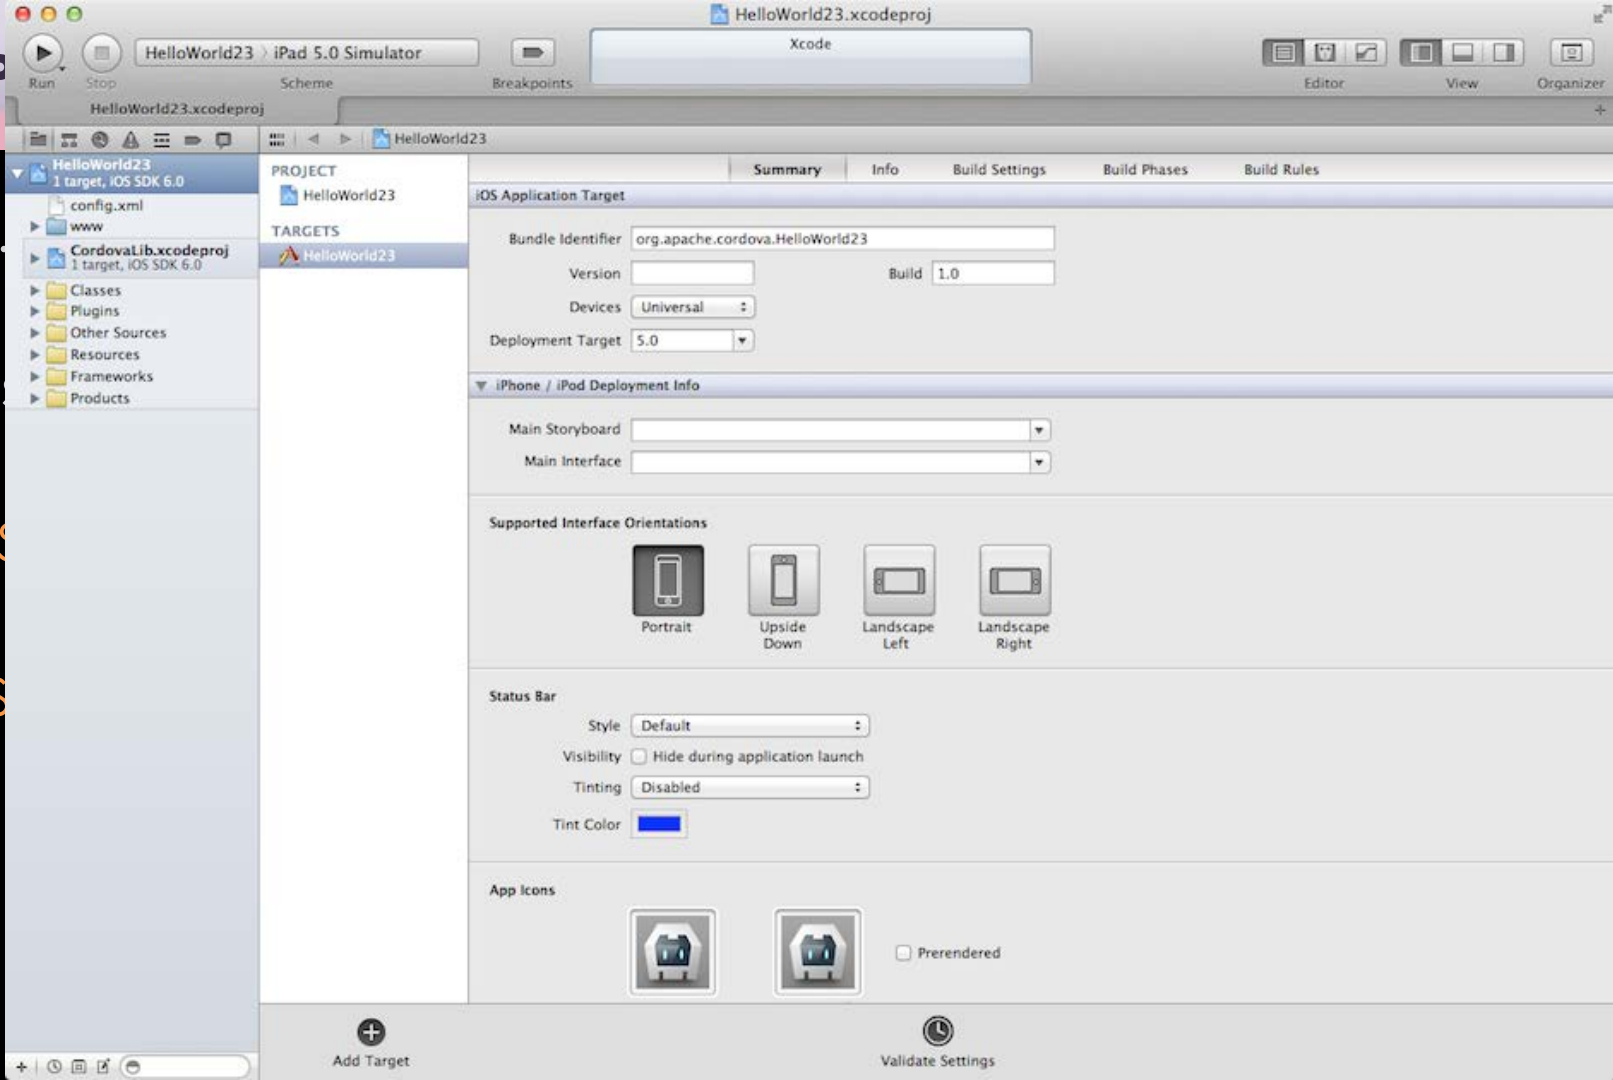 HelloWorld23.xcodeproj
HelloWorld23 iPad 5.0 Simulator
Xcode
Run
Stop
Scheme
Breakpoints
Editor
View
Organizer
HelloWorld23.xcodeproj
HelloWorld23
HelloWorld23
1 target, iOS SDK 6.0
config.xml
www
CordovaLib.xcodeproj
1 target, iOS SDK 6.0
Classes
Plugins
Other Sources
Resources
Frameworks
Products
PROJECT
HelloWorld23
TARGETS
HelloWorld23
Summary
Info
Build Settings
Build Phases
Build Rules
iOS Application Target
Bundle Identifier org.apache.cordova.HelloWorld23
Version
Build 1.0
Devices Universal
Deployment Target 5.0
iPhone / iPod Deployment Info
Main Storyboard
Main Interface
Supported Interface Orientations
Portrait
Upside
Down
Landscape
Left
Landscape
Right
Status Bar
Style Default
Visibility Hide during application launch
Tinting Disabled
Tint Color
App Icons
Prerendered
Add Target
Validate Settings